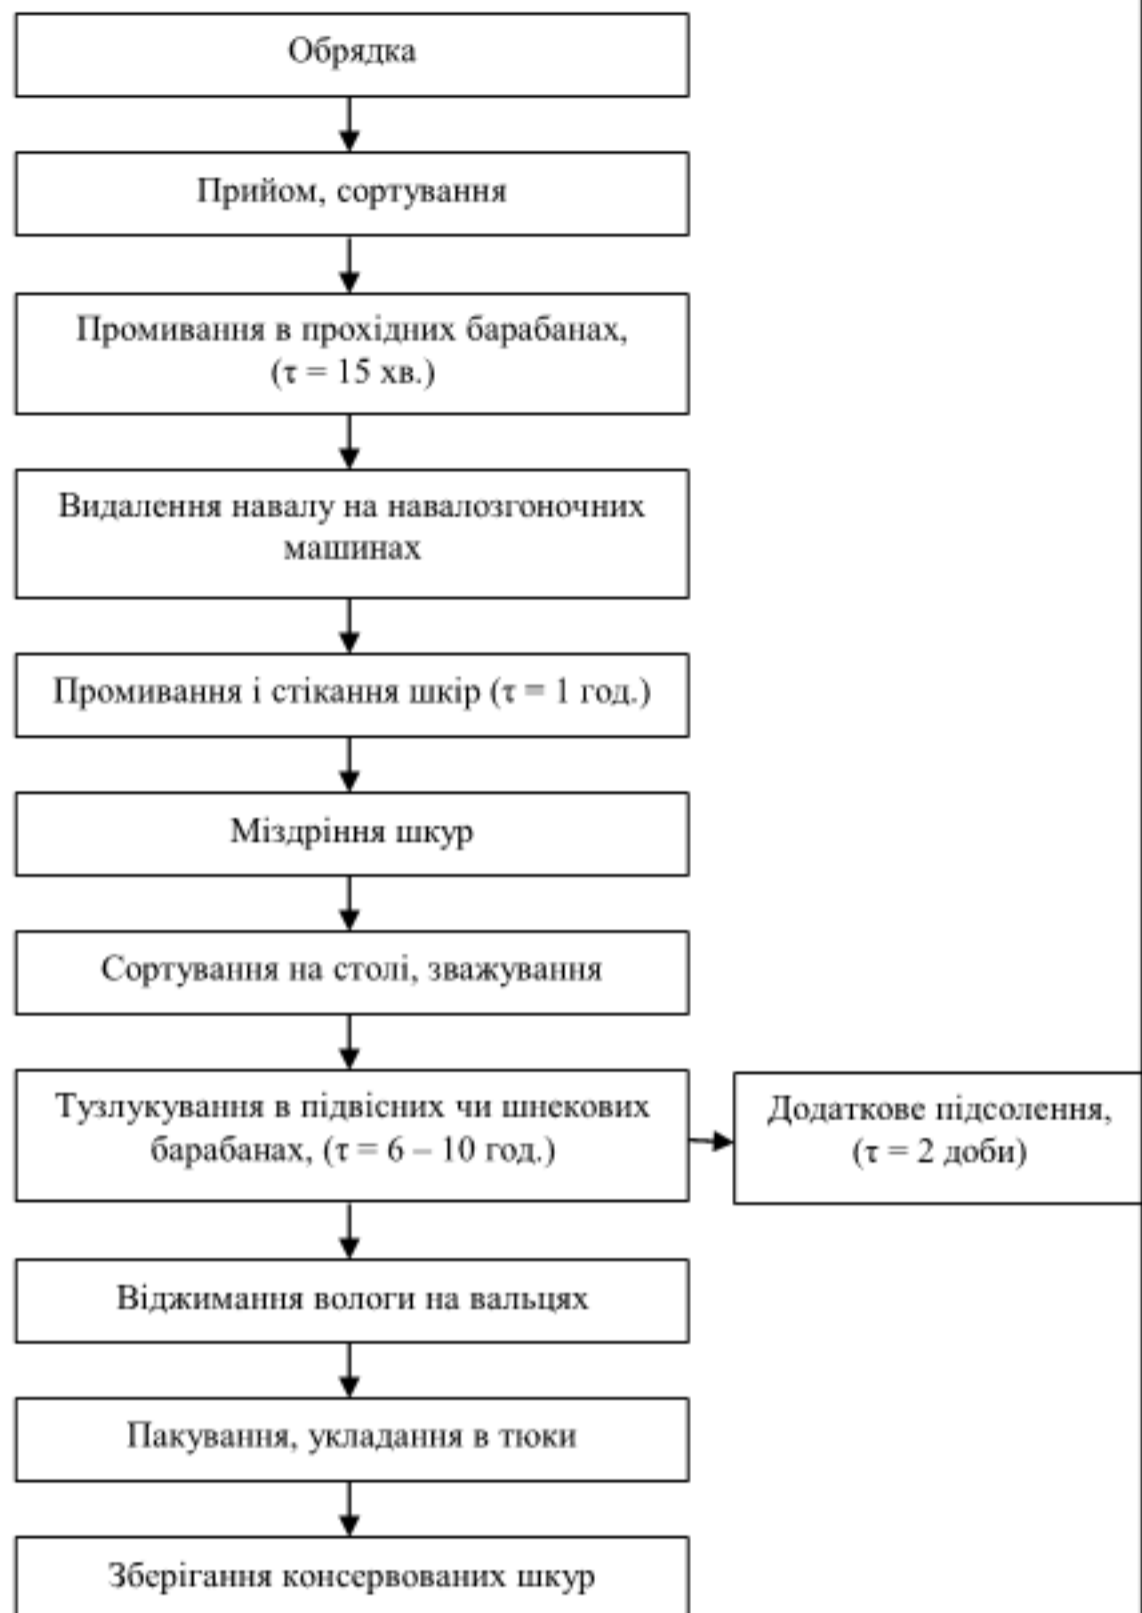 Обрядка
Прийом, сортування
Промивання в прохідних барабанах,
(τ = 15 хв.)
Видалення навалу на навалозгоночних
машинах
Промивання і стікання шкір (τ = 1 год.)
Міздріння шкур
Сортування на столі, зважування
Тузлукування в підвісних чи шнекових
барабанах, (τ = 6 – 10 год.)
Додаткове підсолення,
(τ = 2 доби)
Віджимання вологи на вальцях
Пакування, укладання в тюки
Зберігання консервованих шкур